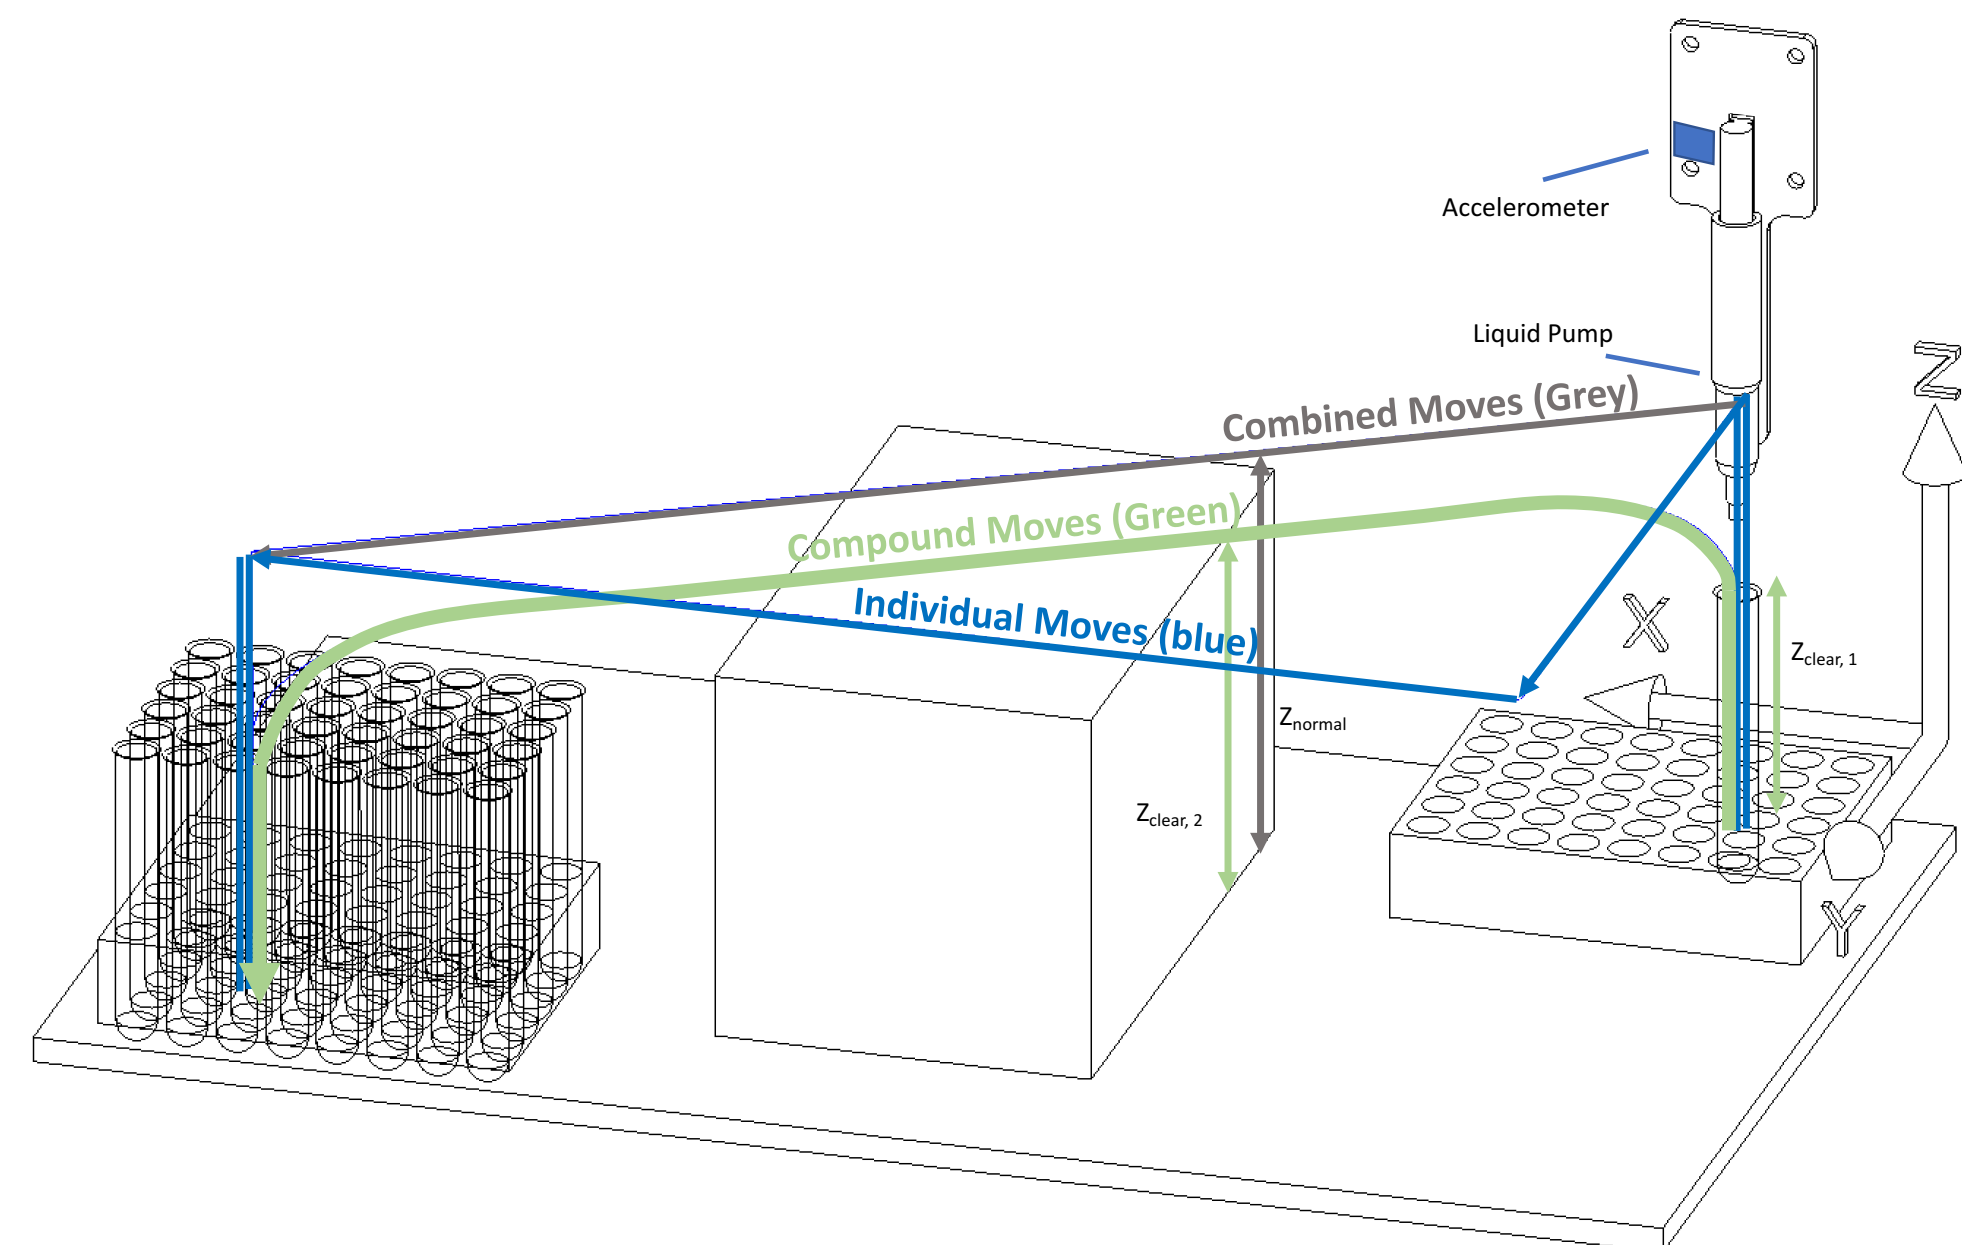 Accelerometer
Liquid Pump
Z
Combined Moves (Grey)
Compound Moves (Green)
Individual Moves (blue)
X
Zclear, 1
Znormal
Zclear, 2
Y